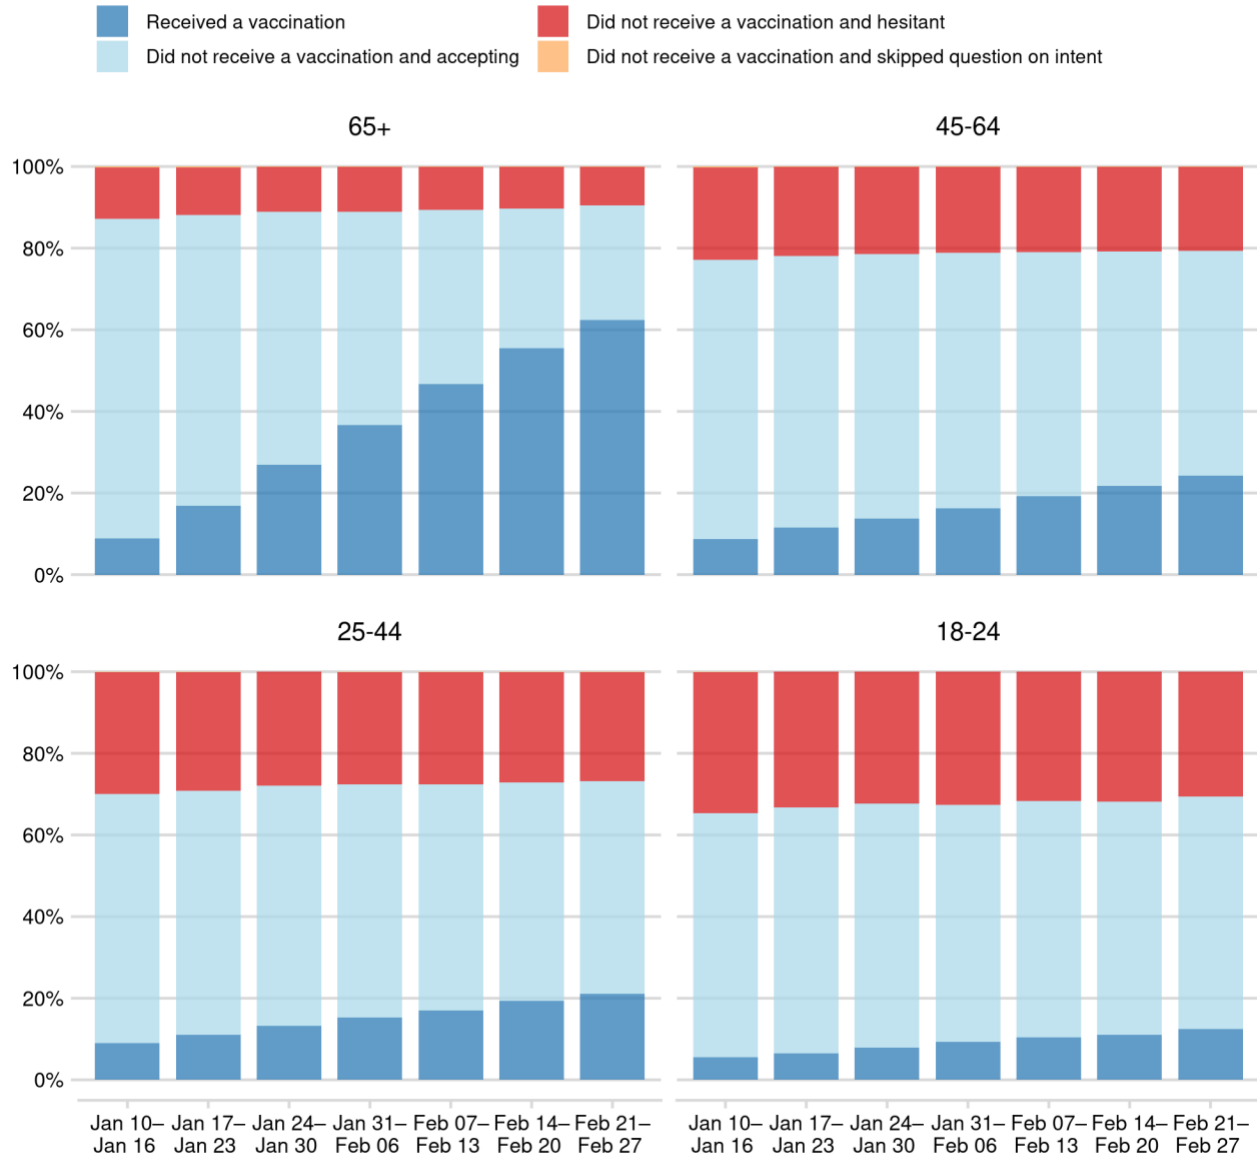 Received a vaccination
Did not receive a vaccination and hesitant
Did not receive a vaccination and accepting
Did not receive a vaccination and skipped question on intent
65+
45-64
100%
80%
60%
40%
20%
0%
25-44
18-24
100%
80%
60%
40%
20%
0%
Jan 10–
Jan 16
Jan 17–
Jan 23
Jan 24–
Jan 30
Jan 31–
Feb 06
Feb 07–
Feb 13
Feb 14–
Feb 20
Feb 21–
Feb 27
Jan 10–
Jan 16
Jan 17–
Jan 23
Jan 24–
Jan 30
Jan 31–
Feb 06
Feb 07–
Feb 13
Feb 14–
Feb 20
Feb 21–
Feb 27